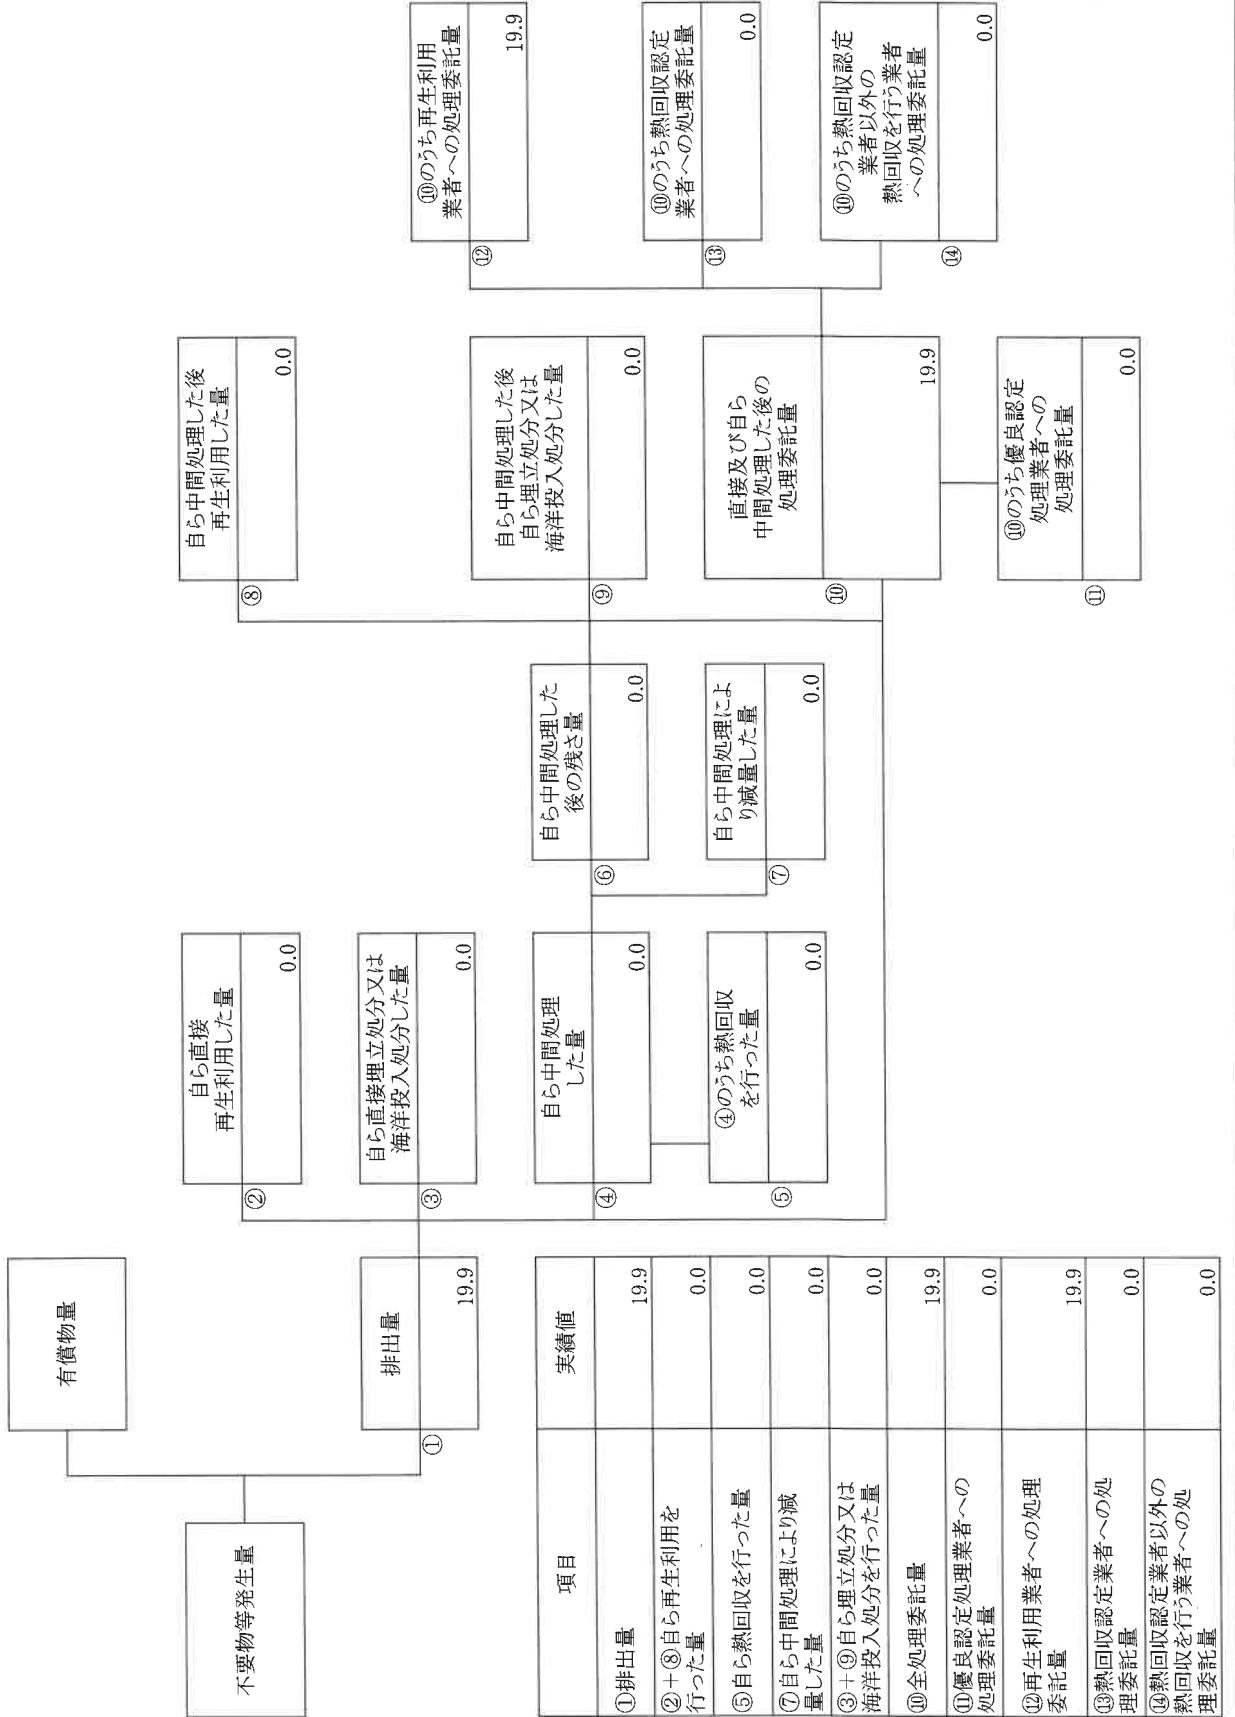 有償物量
不要物等発生量
排出量
①
19.9
自ら直接
再生利用した量
②
0.0
自ら直接埋立処分又は
海洋投入処分した量
③
0.0
自ら中間処理
した量
④
0.0
④のうち熱回収
を行った量
⑤
0.0
自ら中間処理した
後の残さ量
⑥
0.0
自ら中間処理によ
り減量した量
⑦
0.0
自ら中間処理した後
再生利用した量
⑧
0.0
自ら中間処理した後
自ら埋立処分又は
海洋投入処分した量
⑨
0.0
直接及び自ら
中間処理した後の
処理委託量
⑩
19.9
⑩のうち優良認定
処理業者への
処理委託量
⑪
0.0
⑩のうち再生利用
業者への処理委託量
⑫
19.9
⑩のうち熱回収認定
業者への処理委託量
⑬
0.0
⑩のうち熱回収認定
業者以外の
熱回収を行う業者
への処理委託量
⑭
0.0
項目 実績値
①排出量 19.9
②+⑧自ら再生利用を
行った量 0.0
⑤自ら熱回収を行った量 0.0
⑦自ら中間処理により減
量した量 0.0
③+⑨自ら埋立処分又は
海洋投入処分を行った量 0.0
⑩全処理委託量 19.9
⑪優良認定処理業者への
処理委託量 0.0
⑫再生利用業者への処理
委託量 19.9
⑬熱回収認定業者への処
理委託量 0.0
⑭熱回収認定業者以外の
熱回収を行う業者への処
理委託量 0.0